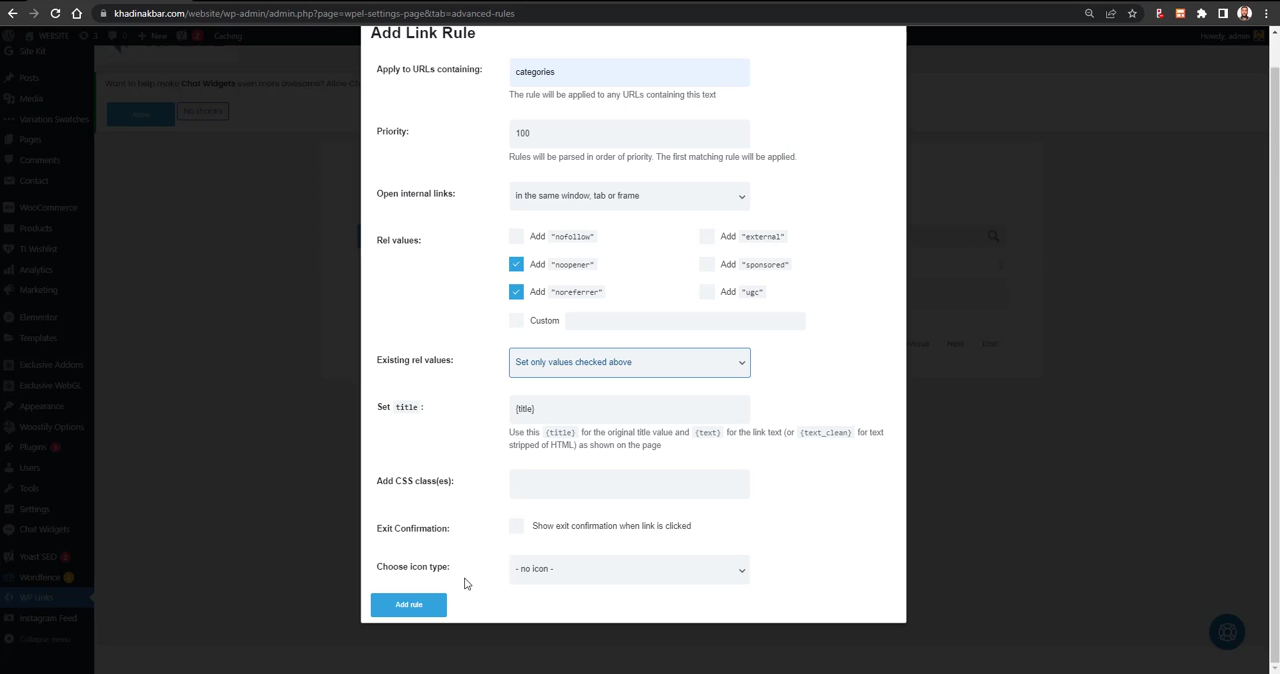 khadinakbar.com/website/wp-admin/admin.php?page=wpel-settings-page&tab=advanced-rules
WEBSITE 3 New 2 Caching Howdy, admin
Site Kit
Posts
Media
Variation Swatches
Pages
Comments
Contact
WooCommerce
Products
Ti Wishlist
Analytics
Marketing
Elementor
Templates
Exclusive Addons
Exclusive WebGL
Appearance
Woostify Options
Plugins
Users
Tools
Settings
Chat Widgets
Yoast SEO 2
Wordfence
WP Links
Instagram Feed
Collapse menu
Want to help make Chat Widgets even more awesome? Allow Ch
Allow
No thanks
Add Link Rule
Apply to URLs containing: categories
The rule will be applied to any URLs containing this text
Priority: 100
Rules will be parsed in order of priority. The first matching rule will be applied.
Open internal links: in the same window, tab or frame
Rel values: Add "nofollow" Add "external"
Add "noopener" Add "sponsored"
Add "noreferrer" Add "ugc"
Custom
Existing rel values: Set only values checked above
Set title : {title}
Use this {title} for the original title value and {text} for the link text (or {text_clean} for text
stripped of HTML) as shown on the page
Add CSS class(es):
Exit Confirmation: Show exit confirmation when link is clicked
Choose icon type: - no icon -
Add rule
Next